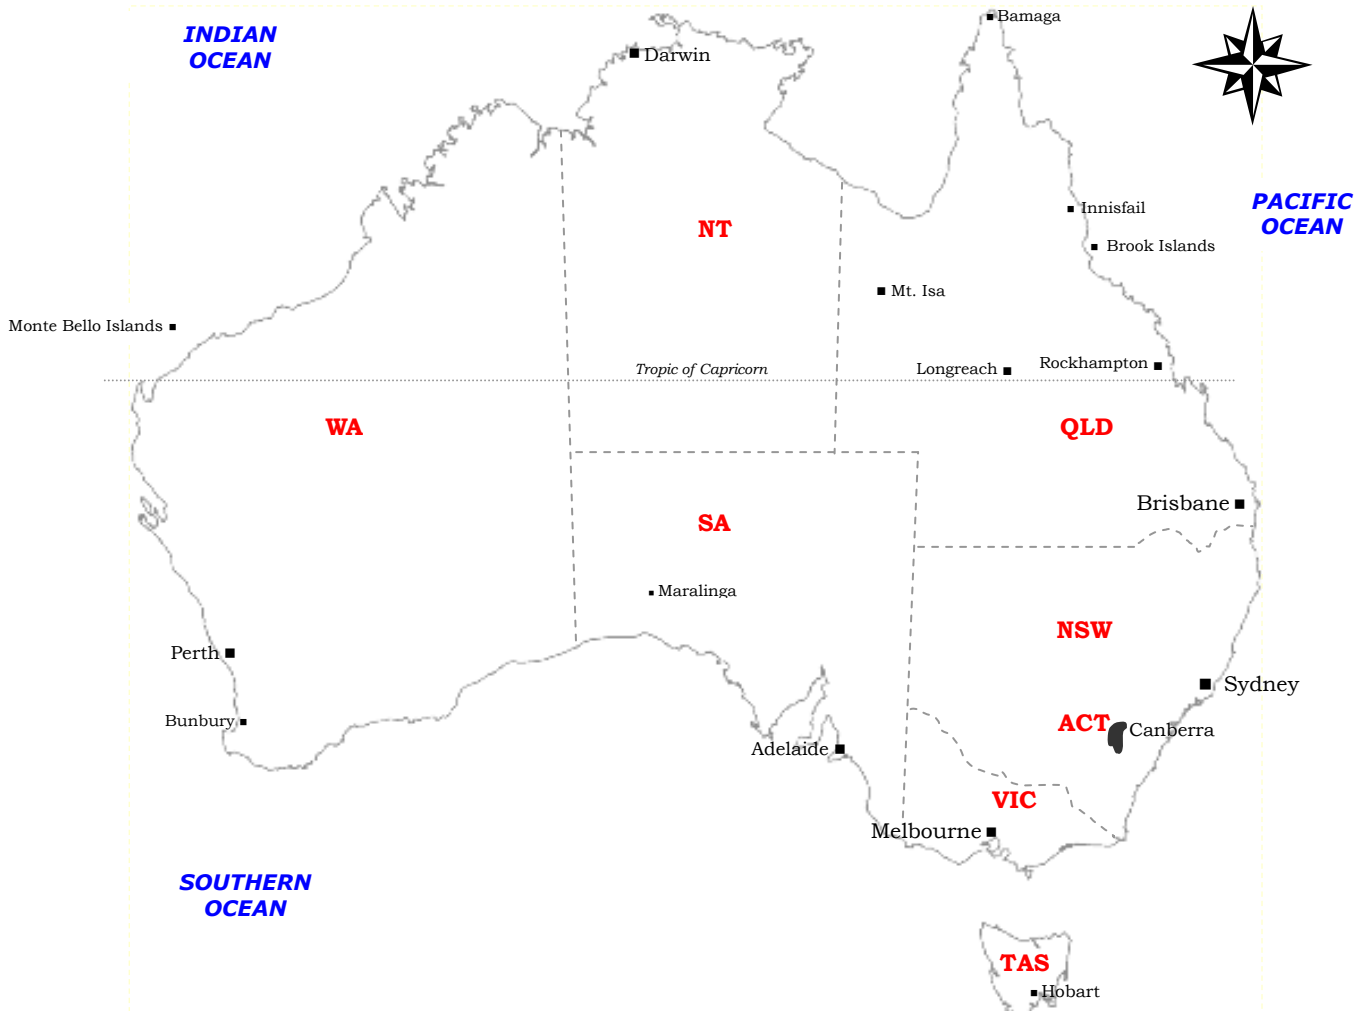 Bamaga
INDIAN
OCEAN
Darwin
PACIFIC
OCEAN
Innisfail
NT
Brook Islands
Mt. Isa
Monte Bello Islands
Tropic of Capricorn
Longreach
Rockhampton
WA
QLD
Brisbane
SA
Maralinga
NSW
Perth
Sydney
Bunbury
ACT
Canberra
Adelaide
VIC
Melbourne
SOUTHERN
OCEAN
TAS
Hobart